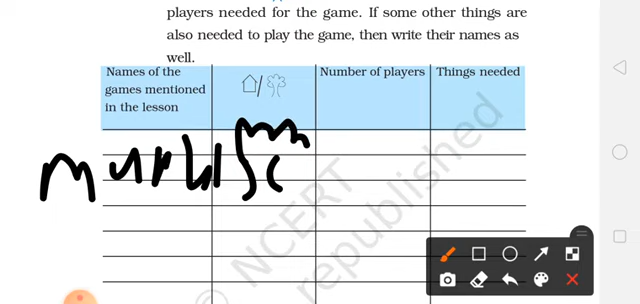 players needed for the game. If some other things are
also needed to play the game, then write their names as
well.
Names of the
games mentioned
in the lesson
/
Number of players
Things needed
© NCERT
republished